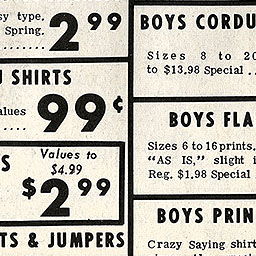 sy type,
Spring.
........ 2 99
SHIRTS
alues
........ 99¢
S Values to
$4.99
$2 99
TS & JUMPERS
BOYS CORDU
Sizes 8 to 20
to $13.98 Special ..
BOYS FLA
Sizes 6 to 16 prints.
"AS IS," slight i
Reg. $1.98 Special
BOYS PRIN
Crazy Saying shirt